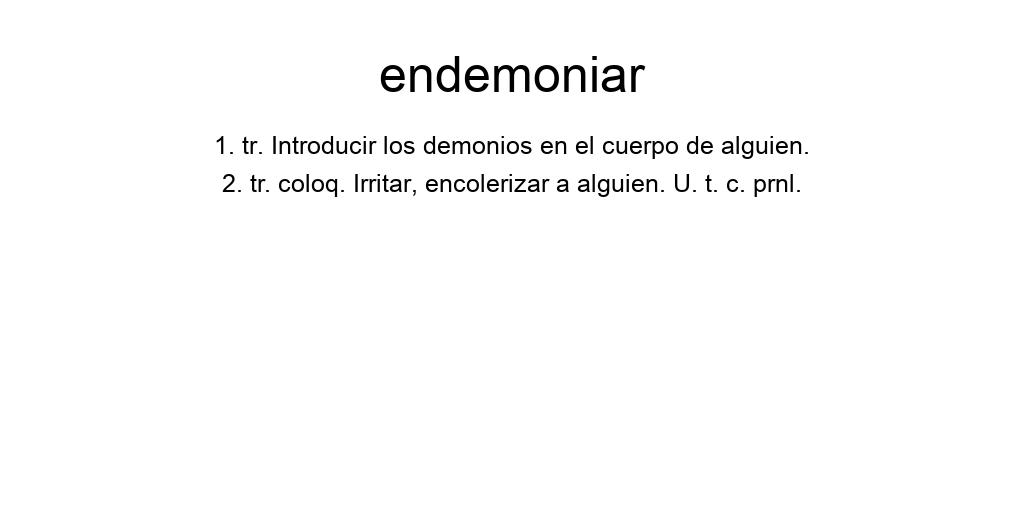 endemoniar
1. tr. Introducir los demonios en el cuerpo de alguien.
2. tr. coloq. Irritar, encolerizar a alguien. U. t. c. prnl.